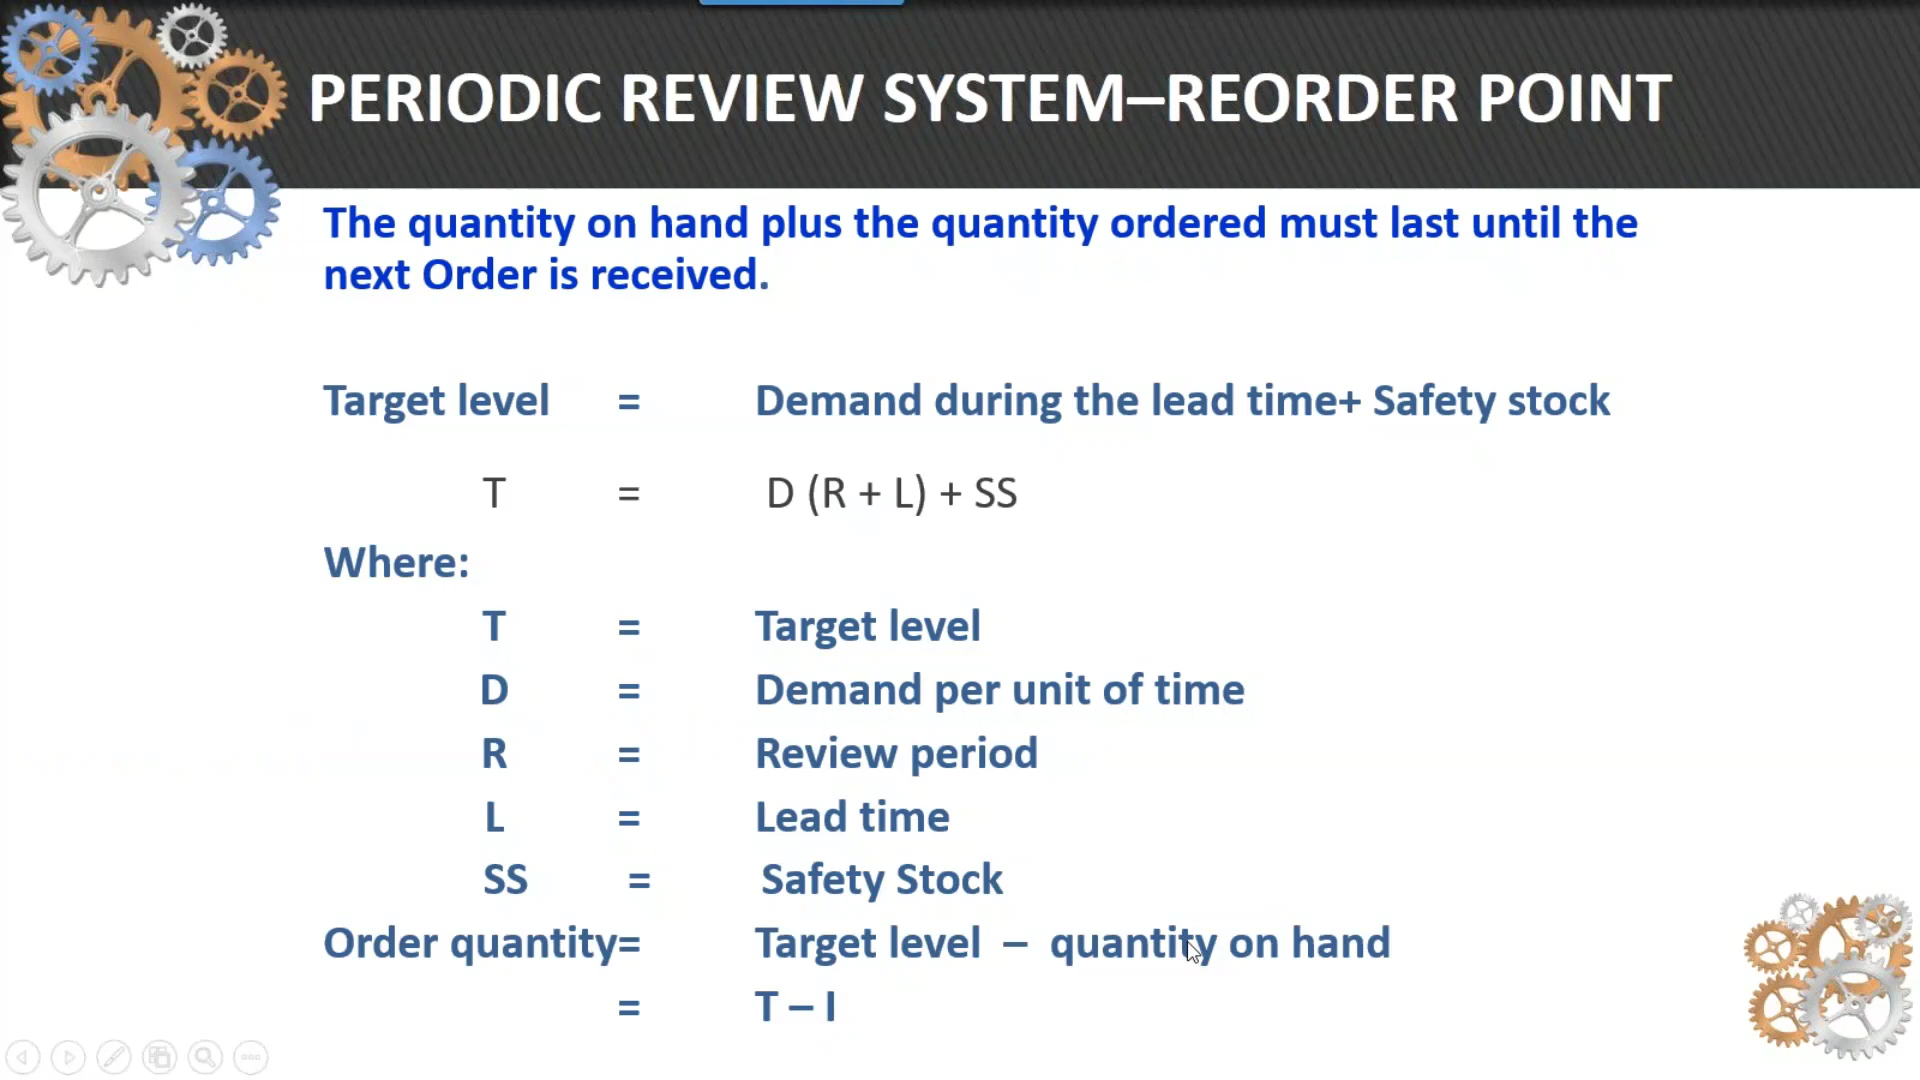 PERIODIC REVIEW SYSTEM–REORDER POINT
The quantity on hand plus the quantity ordered must last until the
next Order is received.
Target level = Demand during the lead time+ Safety stock
T = D (R + L) + SS
Where:
T = Target level
D = Demand per unit of time
R = Review period
L = Lead time
SS = Safety Stock
Order quantity= Target level – quantity on hand
= T – I